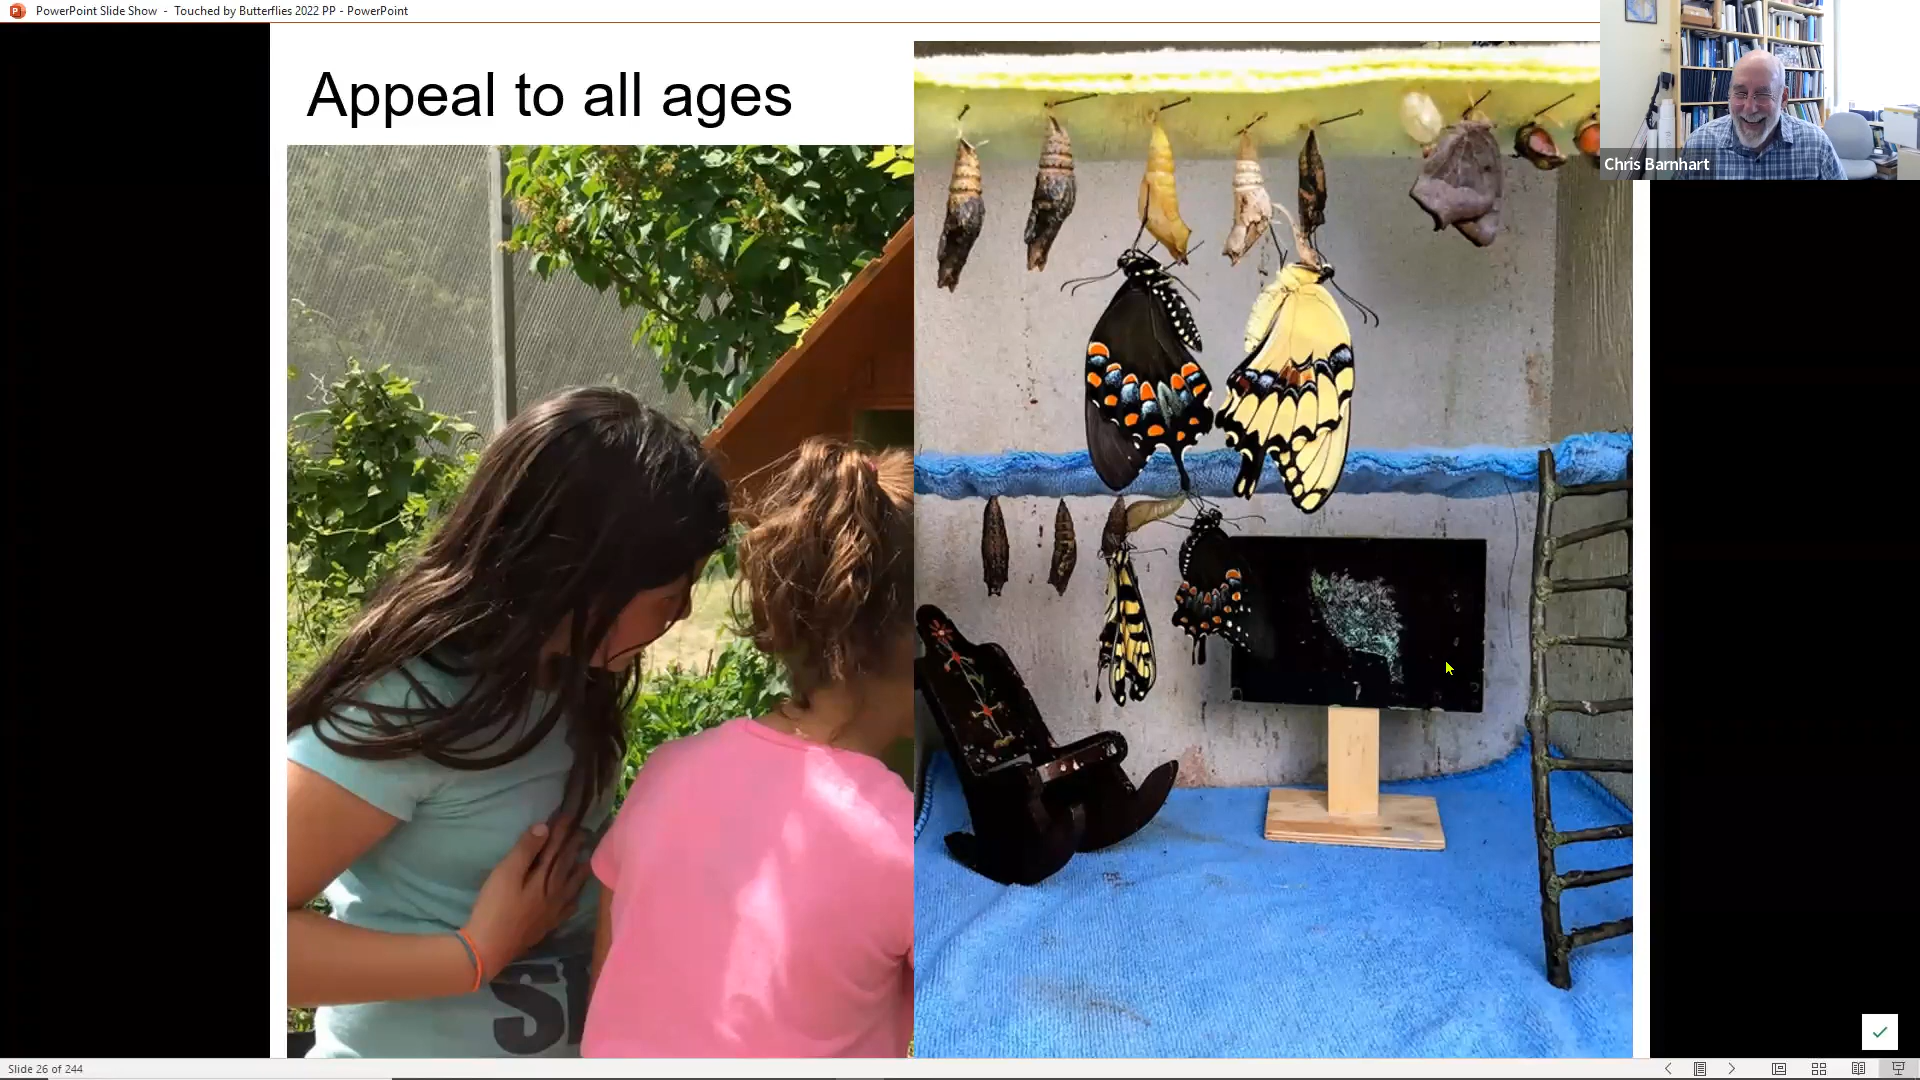 PowerPoint Slide Show - Touched by Butterflies 2022 PP - PowerPoint
Appeal to all ages
Chris Barnhart
Slide 26 of 244